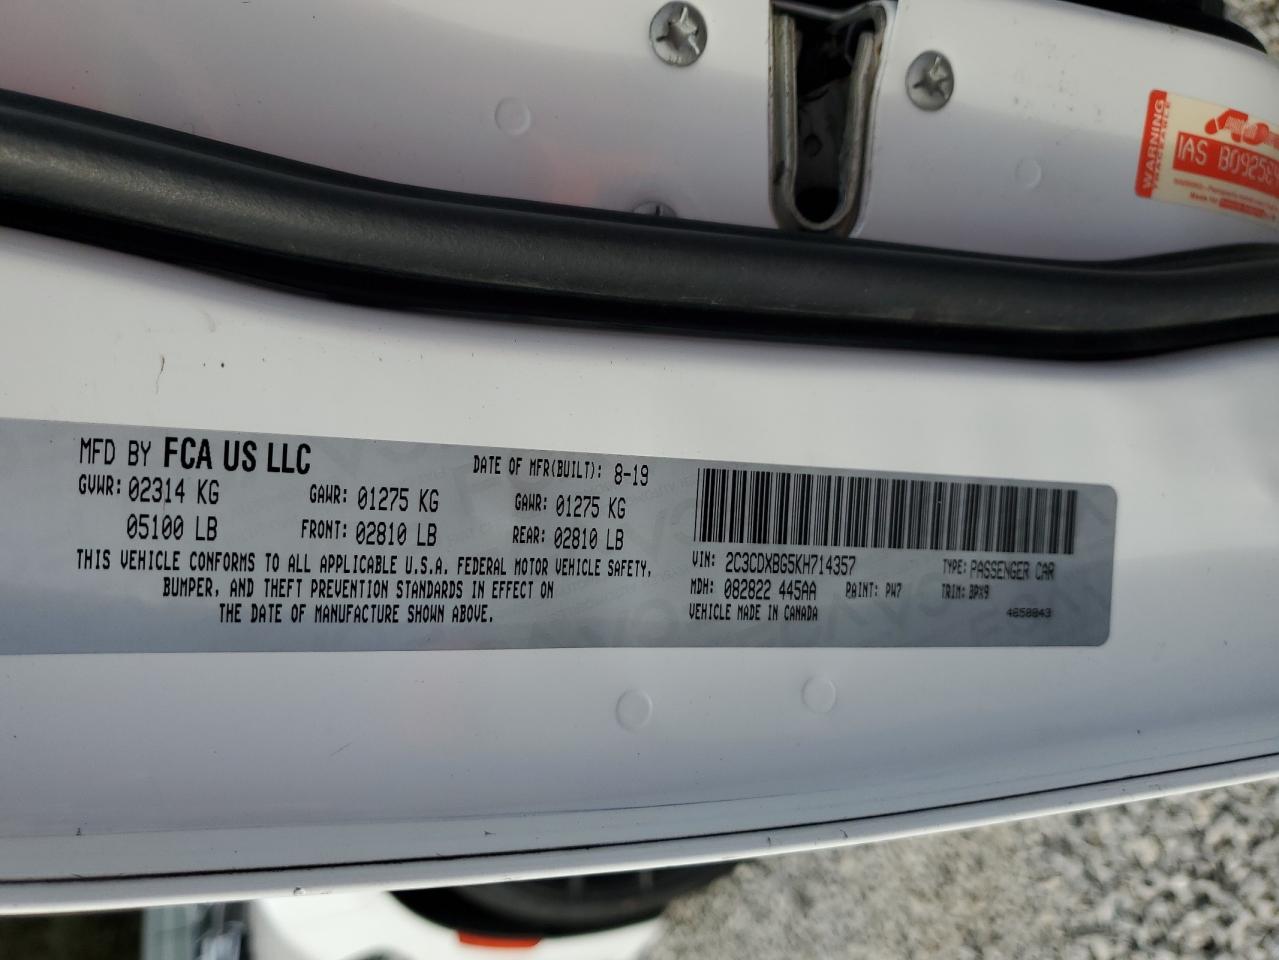 WARNING
IAS B0925
MFD BY FCA US LLC
DATE OF MFR(BUILT): 8-19
GVWR: 02314 KG
GAWR: 01275 KG
GAWR: 01275 KG
05100 LB
FRONT: 02810 LB
REAR: 02810 LB
THIS VEHICLE CONFORMS TO ALL APPLICABLE U.S.A. FEDERAL MOTOR VEHICLE SAFETY,
BUMPER, AND THEFT PREVENTION STANDARDS IN EFFECT ON
THE DATE OF MANUFACTURE SHOWN ABOVE.
VIN: 2C3CDXBG5KH714357
TYPE: PASSENGER CAR
MDH: 082822 445AA
PAINT: PW7
TRIM: BPX9
VEHICLE MADE IN CANADA
4658843